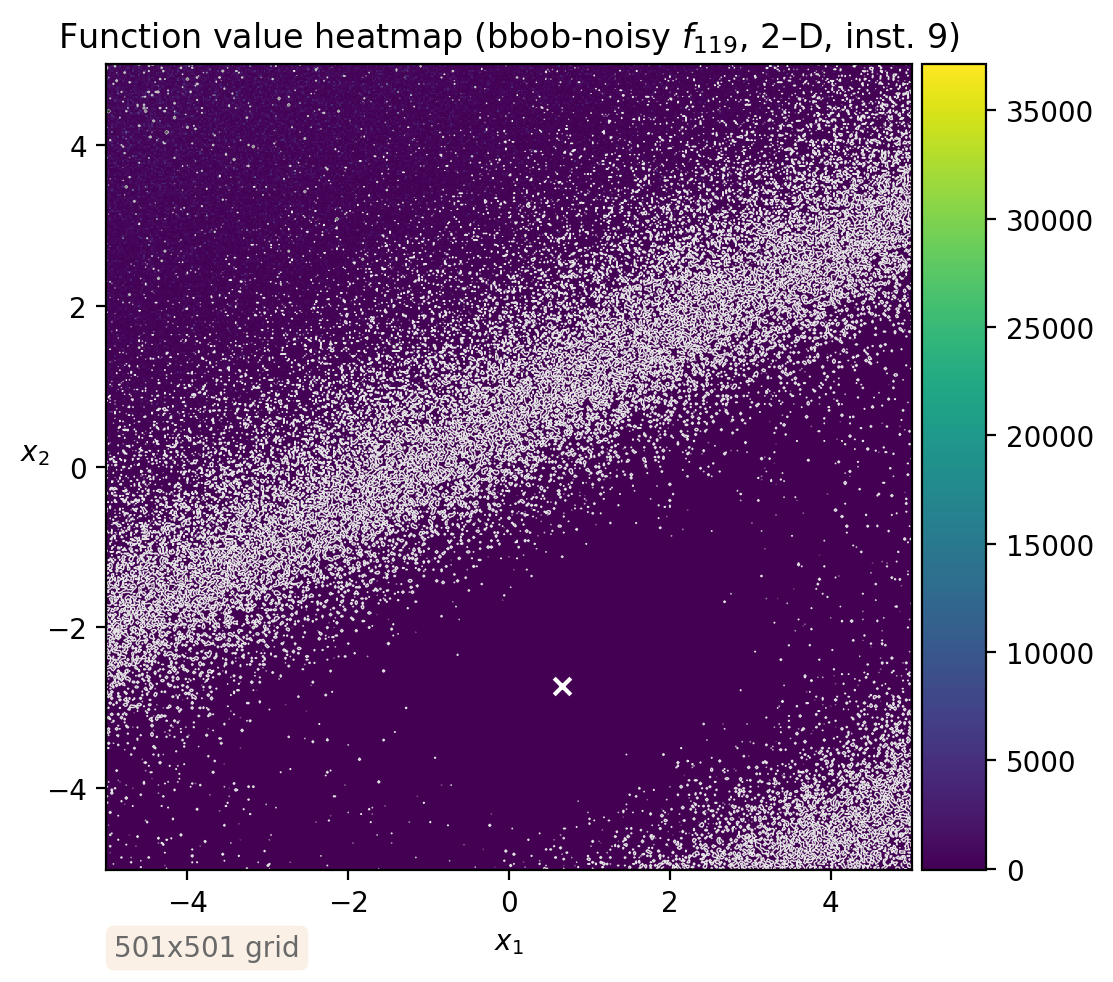 Function value heatmap (bbob-noisy f₁₁₉, 2–D, inst. 9)
35000
30000
25000
20000
15000
10000
5000
0
4
2
0
−2
−4
x₂
−4 −2 0 2 4
x₁
501x501 grid